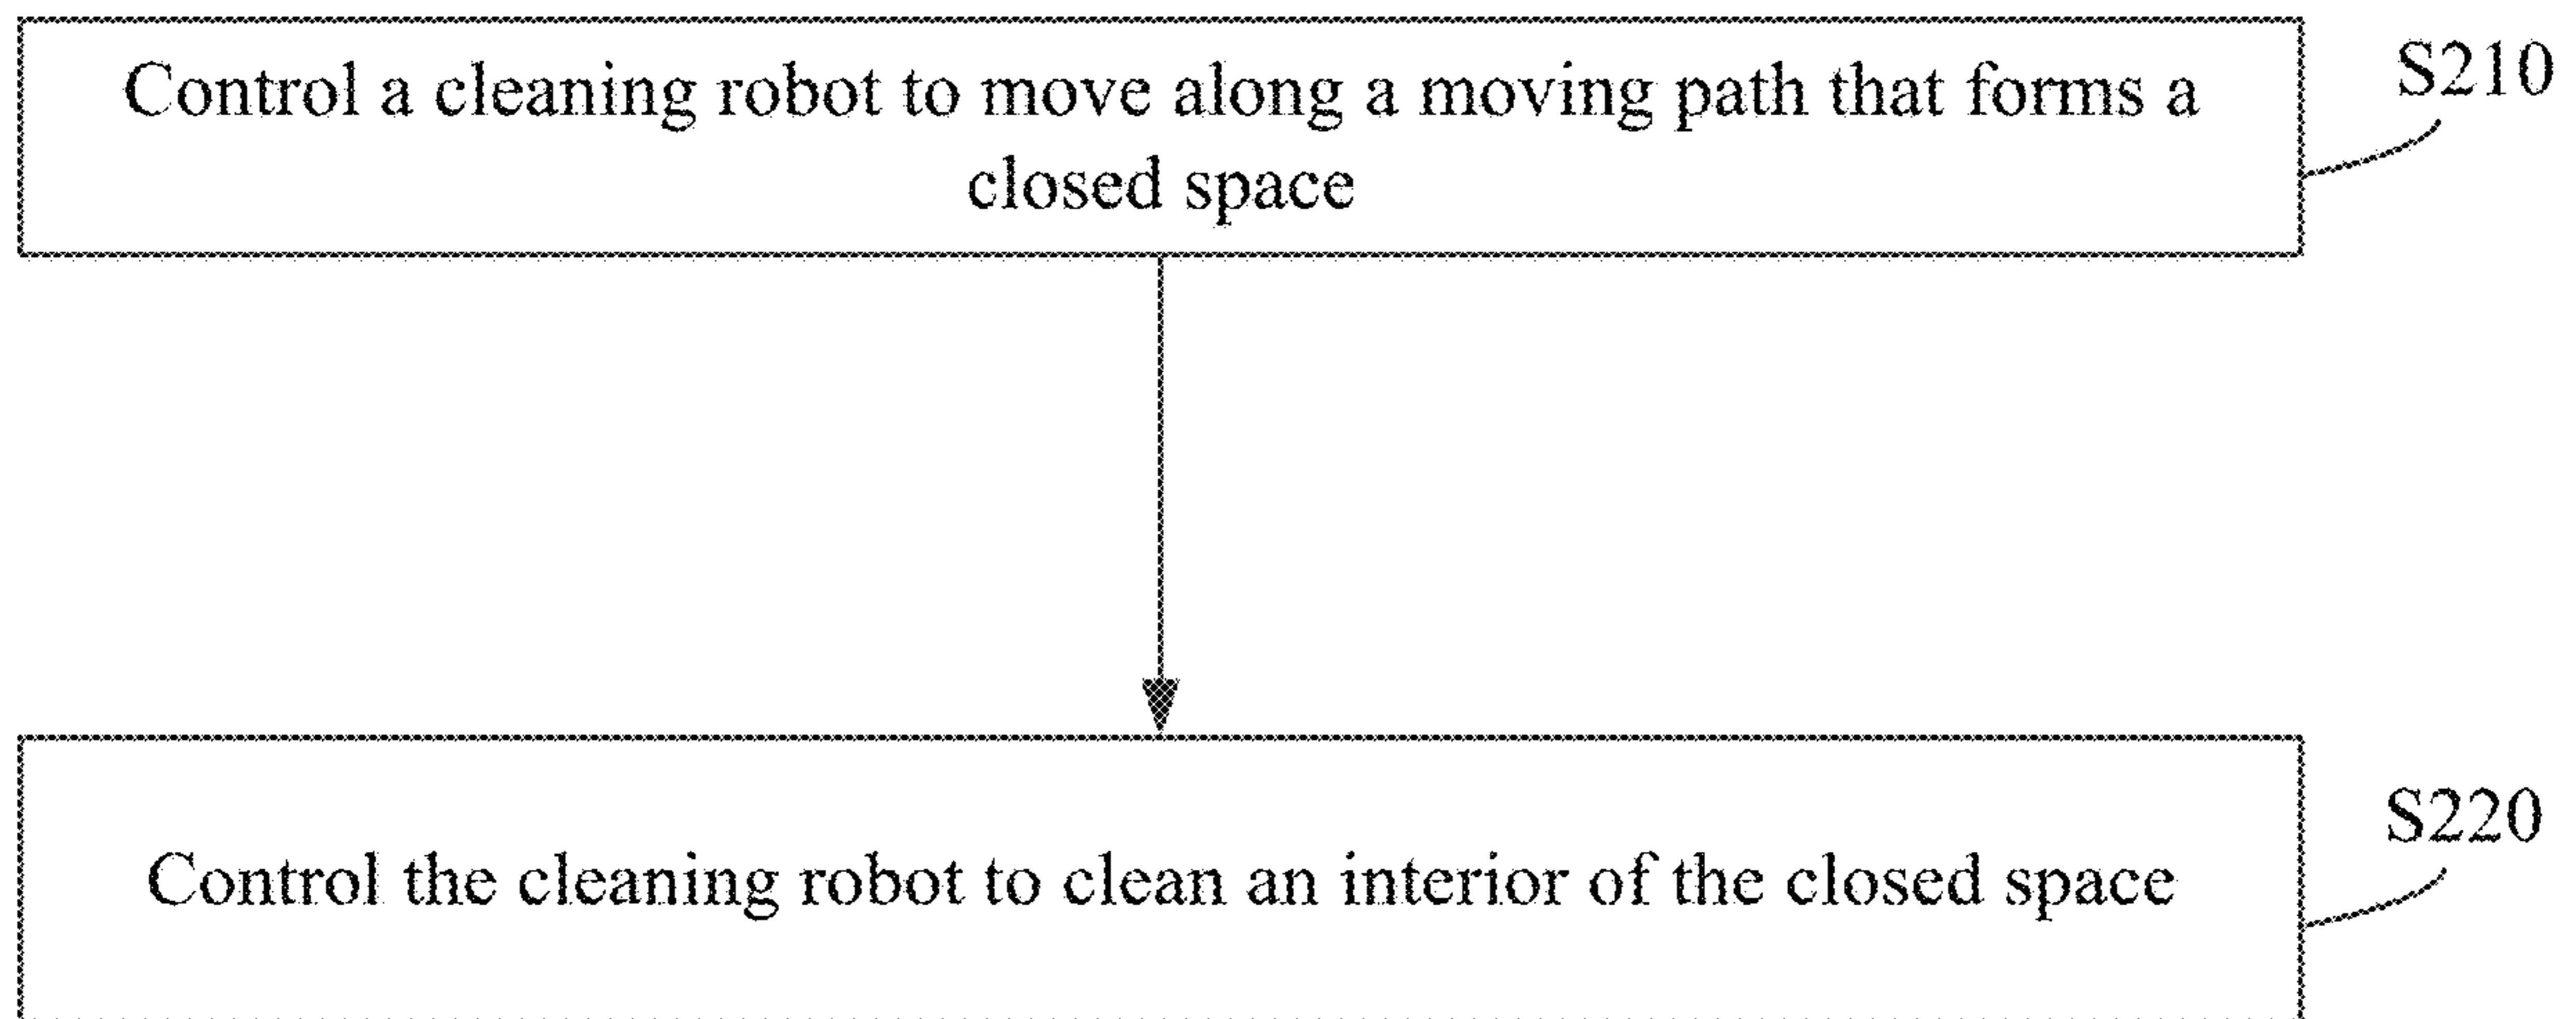 Control a cleaning robot to move along a moving path that forms a
closed space
S210
Control the cleaning robot to clean an interior of the closed space
S220